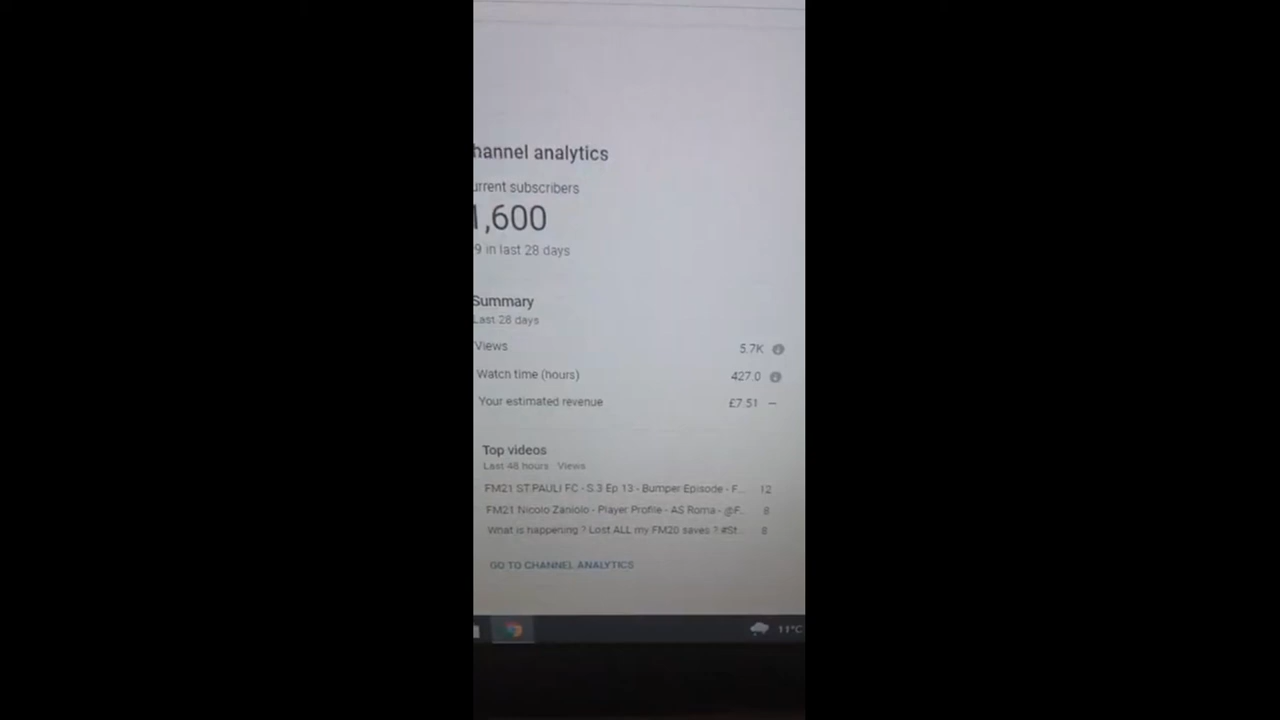 hannel analytics
urrent subscribers
1,600
9 in last 28 days
Summary
Last 28 days
Views 5.7K
Watch time (hours) 427.0
Your estimated revenue £7.51 —
Top videos
Last 48 hours · Views
FM21 ST.PAULI FC - S.3 Ep 13 - Bumper Episode - F... 12
FM21 Nicolo Zaniolo - Player Profile - AS Roma - @F... 8
What is happening ? Lost ALL my FM20 saves ? #St... 8
GO TO CHANNEL ANALYTICS
11°C